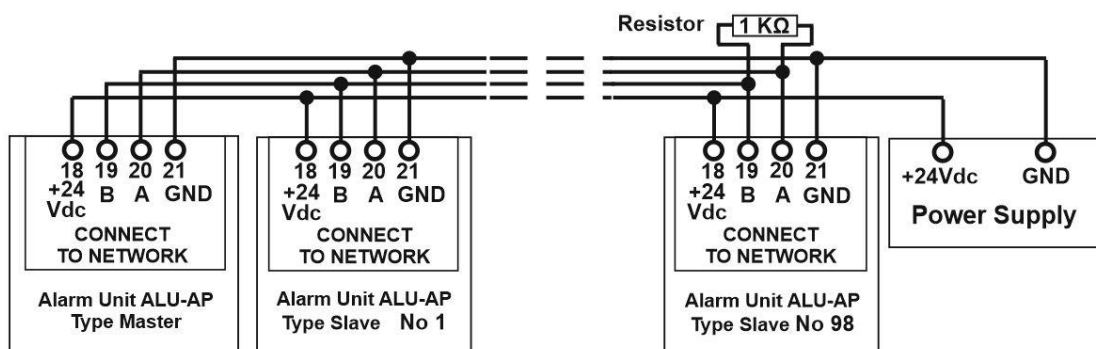 Resistor 1 KΩ
18 19 20 21
+24 Vdc B A GND
CONNECT
TO NETWORK
Alarm Unit ALU-AP
Type Master
18 19 20 21
+24 Vdc B A GND
CONNECT
TO NETWORK
Alarm Unit ALU-AP
Type Slave No 1
18 19 20 21
+24 Vdc B A GND
CONNECT
TO NETWORK
Alarm Unit ALU-AP
Type Slave No 98
+24Vdc GND
Power Supply